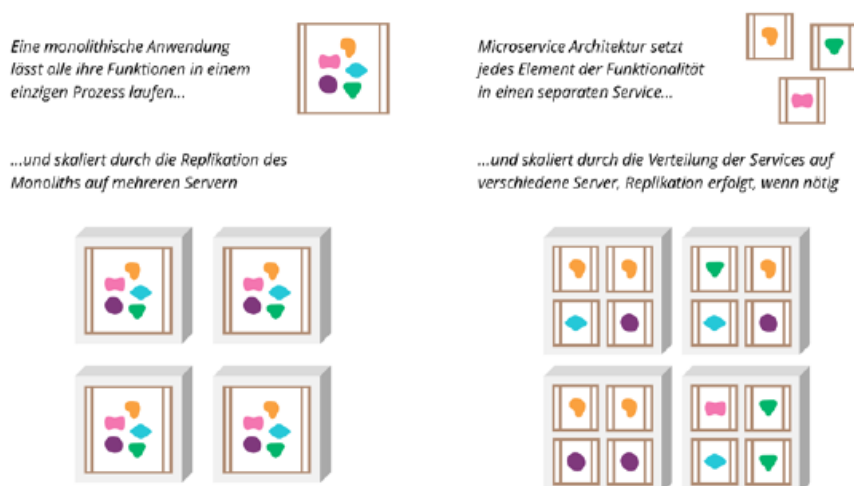 Eine monolithische Anwendung
lässt alle ihre Funktionen in einem
einzigen Prozess laufen...
...und skaliert durch die Replikation des
Monoliths auf mehreren Servern
Microservice Architektur setzt
jedes Element der Funktionalität
in einen separaten Service...
...und skaliert durch die Verteilung der Services auf
verschiedene Server, Replikation erfolgt, wenn nötig